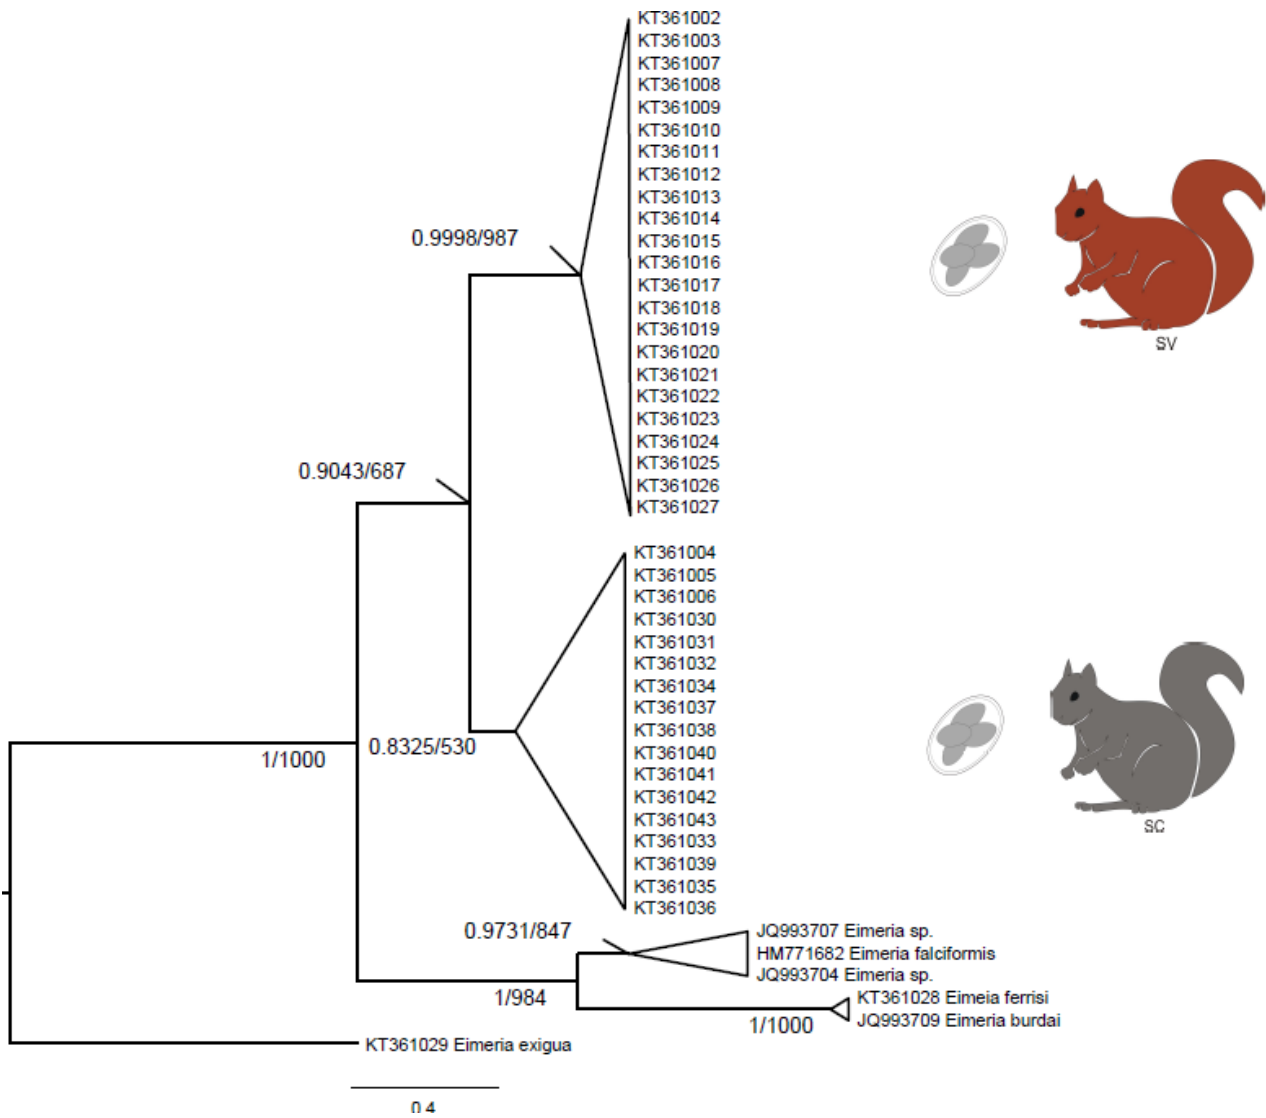 KT361002
KT361003
KT361007
KT361008
KT361009
KT361010
KT361011
KT361012
KT361013
KT361014
KT361015
KT361016
KT361017
KT361018
KT361019
KT361020
KT361021
KT361022
KT361023
KT361024
KT361025
KT361026
KT361027
0.9998/987
SV
0.9043/687
KT361004
KT361005
KT361006
KT361030
KT361031
KT361032
KT361034
KT361037
KT361038
KT361040
KT361041
KT361042
KT361043
KT361033
KT361039
KT361035
KT361036
0.8325/530
1/1000
SC
0.9731/847
JQ993707 Eimeria sp.
HM771682 Eimeria falciformis
JQ993704 Eimeria sp.
1/984
KT361028 Eimeia ferrisi
JQ993709 Eimeria burdai
1/1000
KT361029 Eimeria exigua
0.4